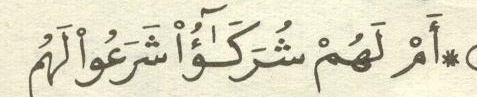 * أَمْ لَهُمْ شُرَكَـٰٓؤُا۟ شَرَعُوا۟ لَهُم